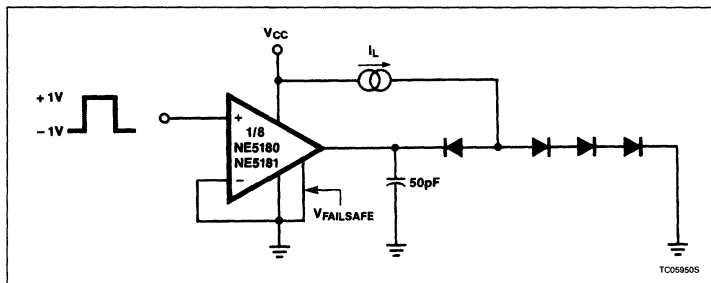 VCC
IL
+ 1V
− 1V
+
1/8
NE5180
NE5181
−
VFAILSAFE
50pF
TC05950S